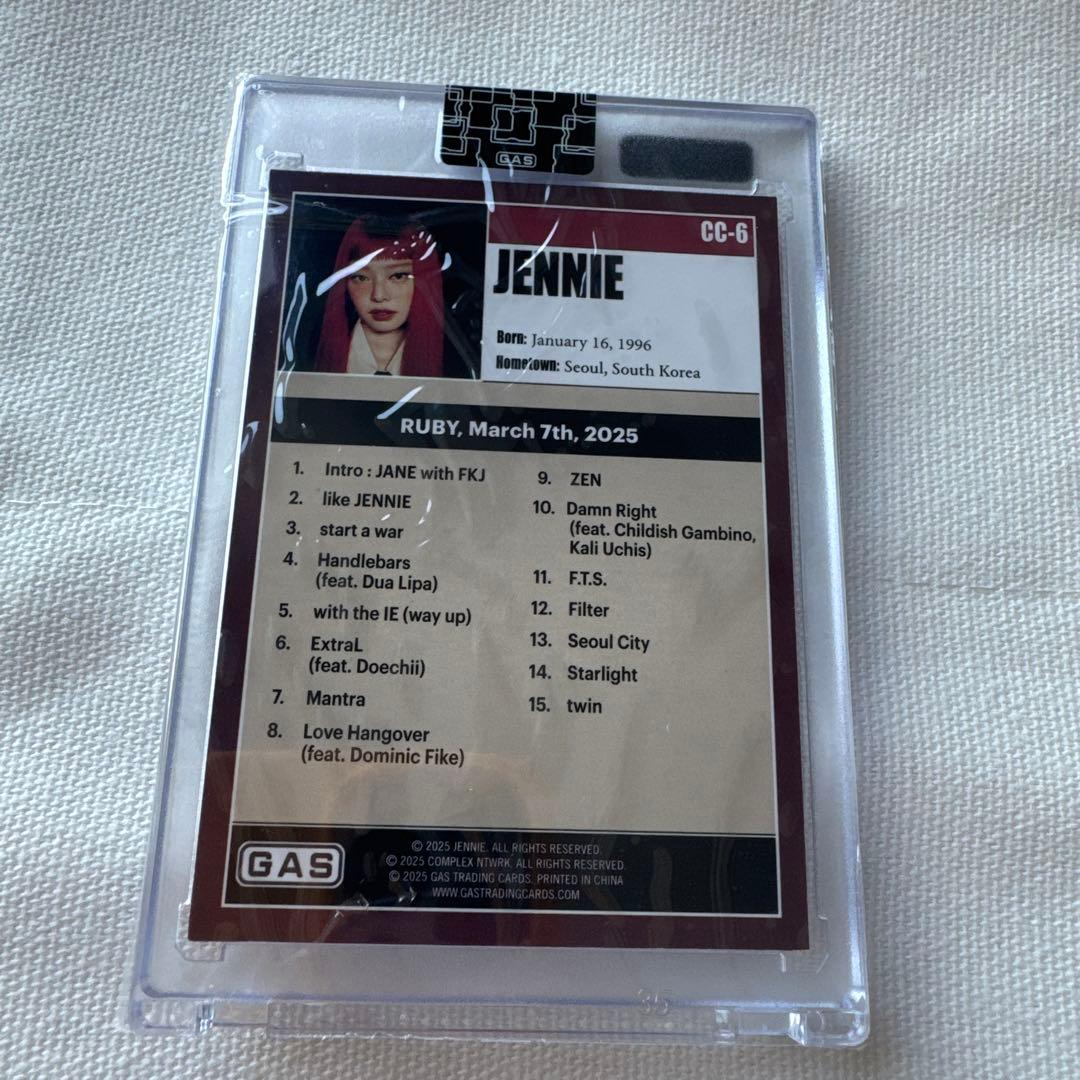 GAS
CC-6
JENNIE
Born: January 16, 1996
Hometown: Seoul, South Korea
RUBY, March 7th, 2025
1. Intro : JANE with FKJ
2. like JENNIE
3. start a war
4. Handlebars
(feat. Dua Lipa)
5. with the IE (way up)
6. ExtraL
(feat. Doechii)
7. Mantra
8. Love Hangover
(feat. Dominic Fike)
9. ZEN
10. Damn Right
(feat. Childish Gambino,
Kali Uchis)
11. F.T.S.
12. Filter
13. Seoul City
14. Starlight
15. twin
GAS
© 2025 JENNIE. ALL RIGHTS RESERVED.
© 2025 COMPLEX NTWRK. ALL RIGHTS RESERVED.
© 2025 GAS TRADING CARDS. PRINTED IN CHINA
WWW.GASTRADINGCARDS.COM